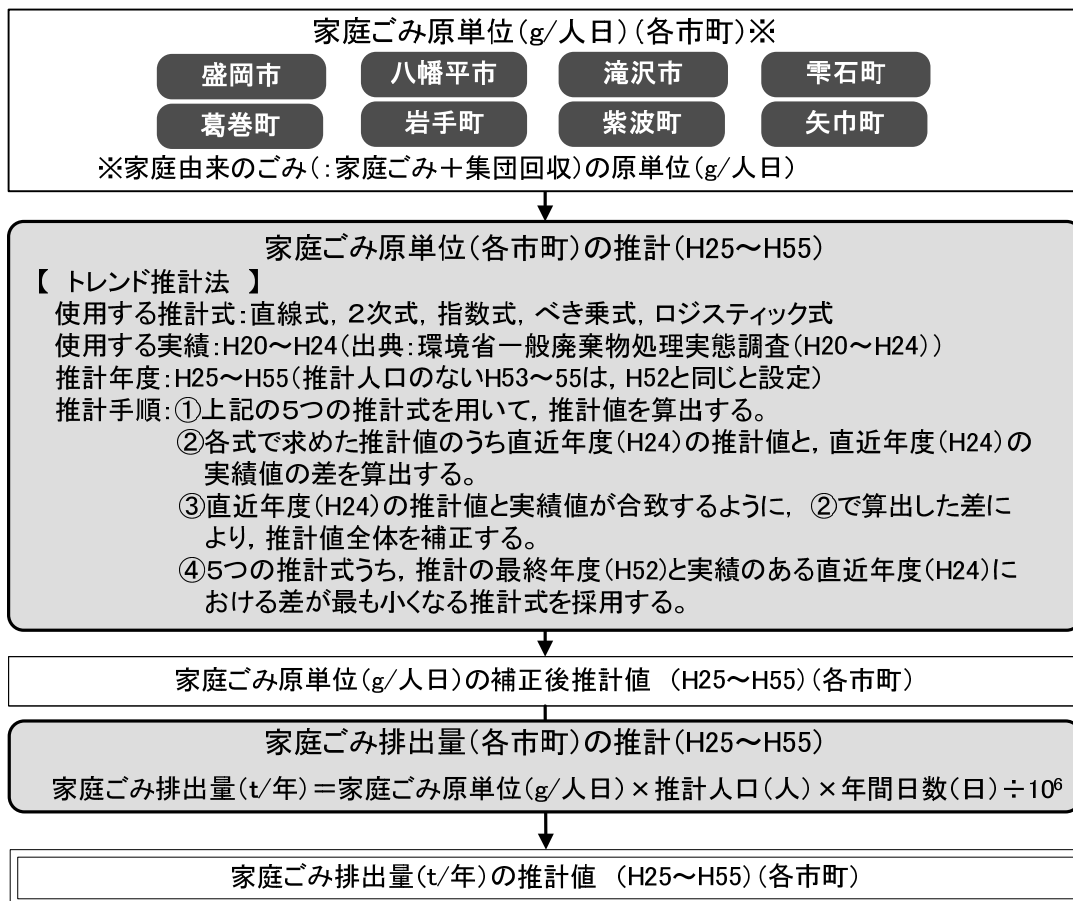 家庭ごみ原単位(g/人日)(各市町)※
盛岡市 八幡平市 滝沢市 雫石町
葛巻町 岩手町 紫波町 矢巾町
※家庭由来のごみ(:家庭ごみ+集団回収)の原単位(g/人日)
家庭ごみ原単位(各市町)の推計(H25~H55)
【 トレンド推計法 】
使用する推計式:直線式, 2次式, 指数式, べき乗式, ロジスティック式
使用する実績:H20~H24(出典:環境省一般廃棄物処理実態調査(H20~H24))
推計年度:H25~H55(推計人口のないH53~55は, H52と同じと設定)
推計手順:①上記の5つの推計式を用いて, 推計値を算出する。
②各式で求めた推計値のうち直近年度(H24)の推計値と, 直近年度(H24)の
実績値の差を算出する。
③直近年度(H24)の推計値と実績値が合致するように, ②で算出した差に
より, 推計値全体を補正する。
④5つの推計式うち, 推計の最終年度(H52)と実績のある直近年度(H24)に
おける差が最も小くなる推計式を採用する。
家庭ごみ原単位(g/人日)の補正後推計値 (H25~H55)(各市町)
家庭ごみ排出量(各市町)の推計(H25~H55)
家庭ごみ排出量(t/年)=家庭ごみ原単位(g/人日)×推計人口(人)×年間日数(日)÷10⁶
家庭ごみ排出量(t/年)の推計値 (H25~H55)(各市町)